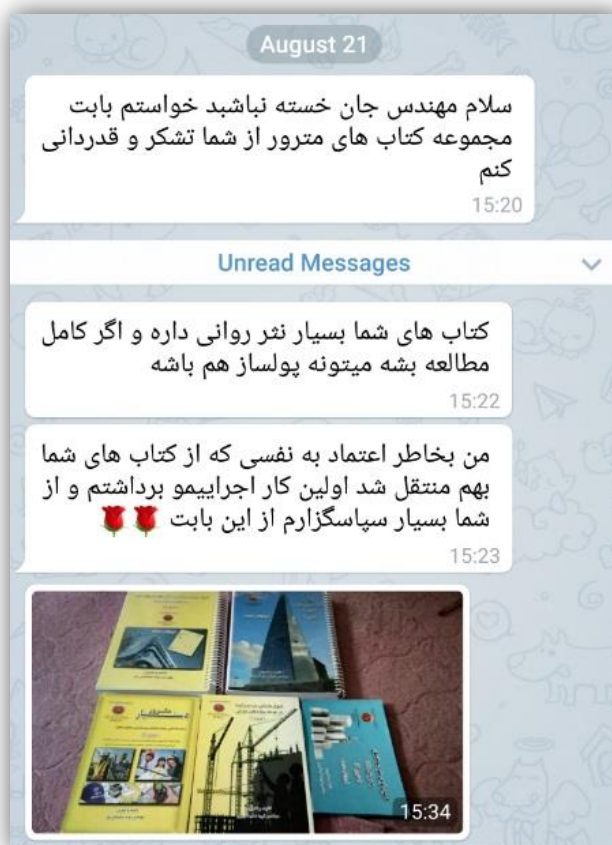 August 21
سلام مهندس جان خسته نباشبد خواستم بابت
مجموعه کتاب های مترور از شما تشکر و قدردانی
کنم
15:20
Unread Messages
کتاب های شما بسیار نثر روانی داره و اگر کامل
مطالعه بشه میتونه پولساز هم باشه
15:22
من بخاطر اعتماد به نفسی که از کتاب های شما
بهم منتقل شد اولین کار اجراییمو برداشتم و از
شما بسیار سپاسگزارم از این بابت 🌹🌹
15:23
15:34